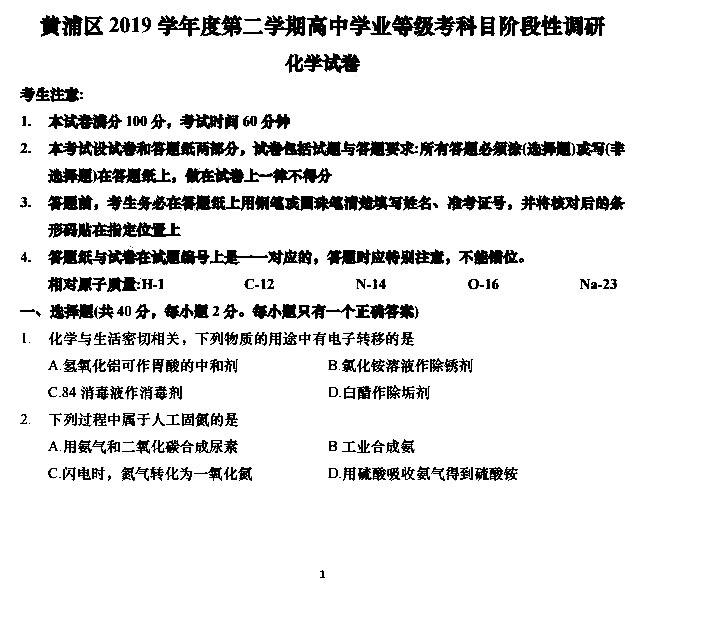 黄浦区 2019 学年度第二学期高中学业等级考科目阶段性调研
化学试卷
考生注意:
1. 本试卷满分 100 分，考试时间 60 分钟
2. 本考试设试卷和答题纸两部分，试卷包括试题与答题要求:所有答题必须涂(选择题)或写(非
选择题)在答题纸上，做在试卷上一律不得分
3. 答题前，考生务必在答题纸上用钢笔或圆珠笔清楚填写姓名、准考证号，并将核对后的条
形码贴在指定位置上
4. 答题纸与试卷在试题编号上是一一对应的，答题时应特别注意，不能错位。
相对原子质量:H-1 C-12 N-14 O-16 Na-23
一、选择题(共 40 分，每小题 2 分。每小题只有一个正确答案)
1. 化学与生活密切相关，下列物质的用途中有电子转移的是
A.氢氧化铝可作胃酸的中和剂 B.氯化铵溶液作除锈剂
C.84 消毒液作消毒剂 D.白醋作除垢剂
2. 下列过程中属于人工固氮的是
A.用氨气和二氧化碳合成尿素 B 工业合成氨
C.闪电时，氮气转化为一氧化氮 D.用硫酸吸收氨气得到硫酸铵
1